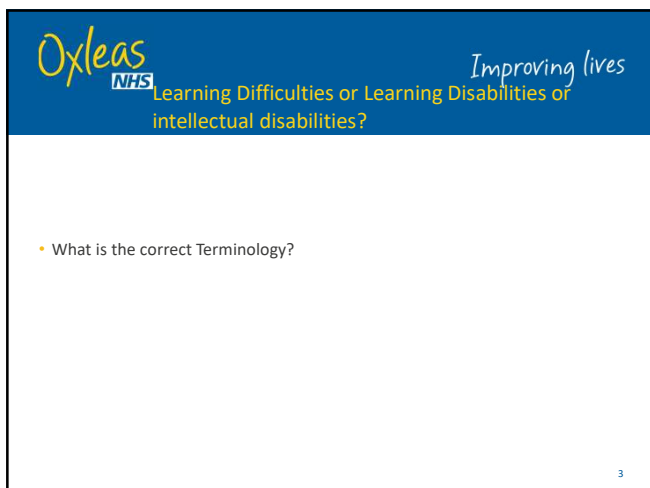 Oxleas
NHS
Improving lives
Learning Difficulties or Learning Disabilities or
intellectual disabilities?
• What is the correct Terminology?
3